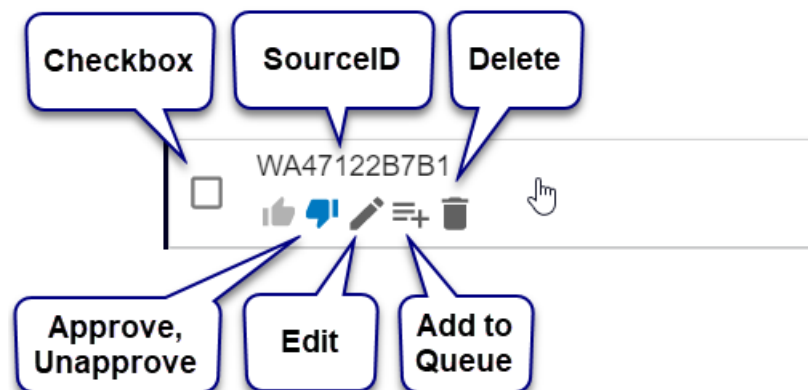 Checkbox
SourceID
Delete
WA47122B7B1
Approve,
Unapprove
Edit
Add to
Queue